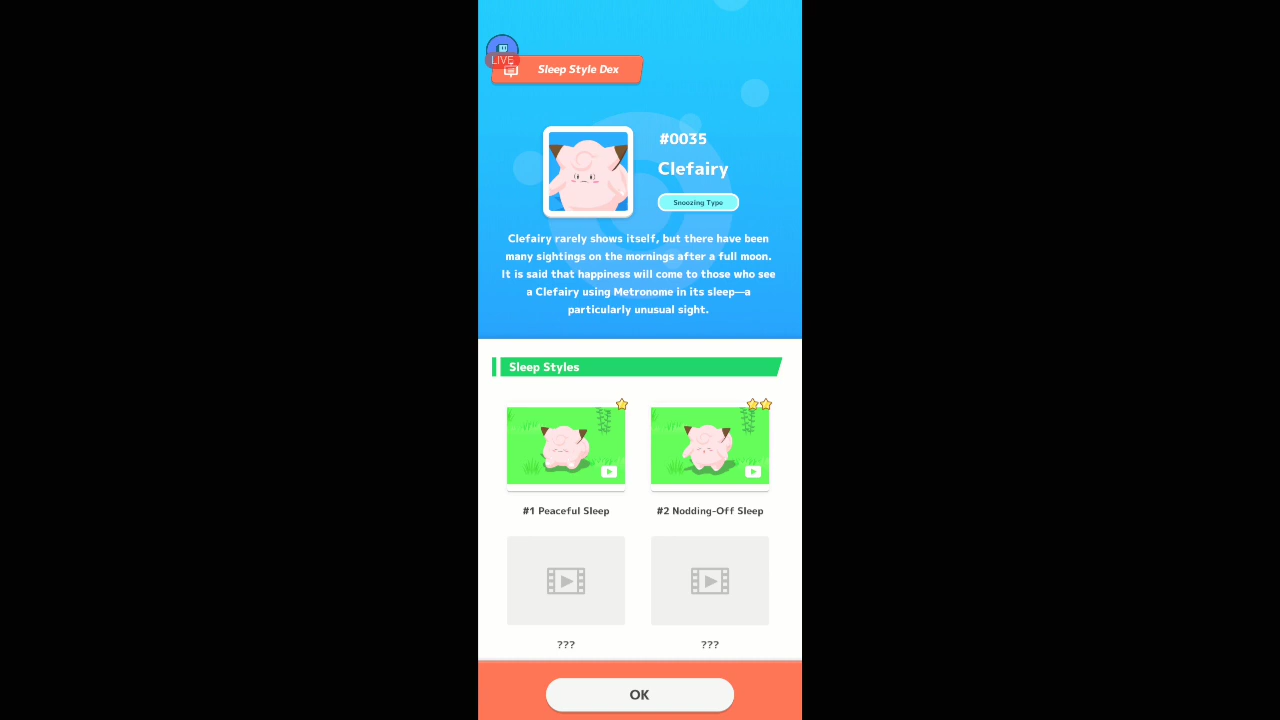 LIVE
Sleep Style Dex
#0035
Clefairy
Snoozing Type
Clefairy rarely shows itself, but there have been
many sightings on the mornings after a full moon.
It is said that happiness will come to those who see
a Clefairy using Metronome in its sleep—a
particularly unusual sight.
Sleep Styles
#1 Peaceful Sleep
#2 Nodding-Off Sleep
???
???
OK